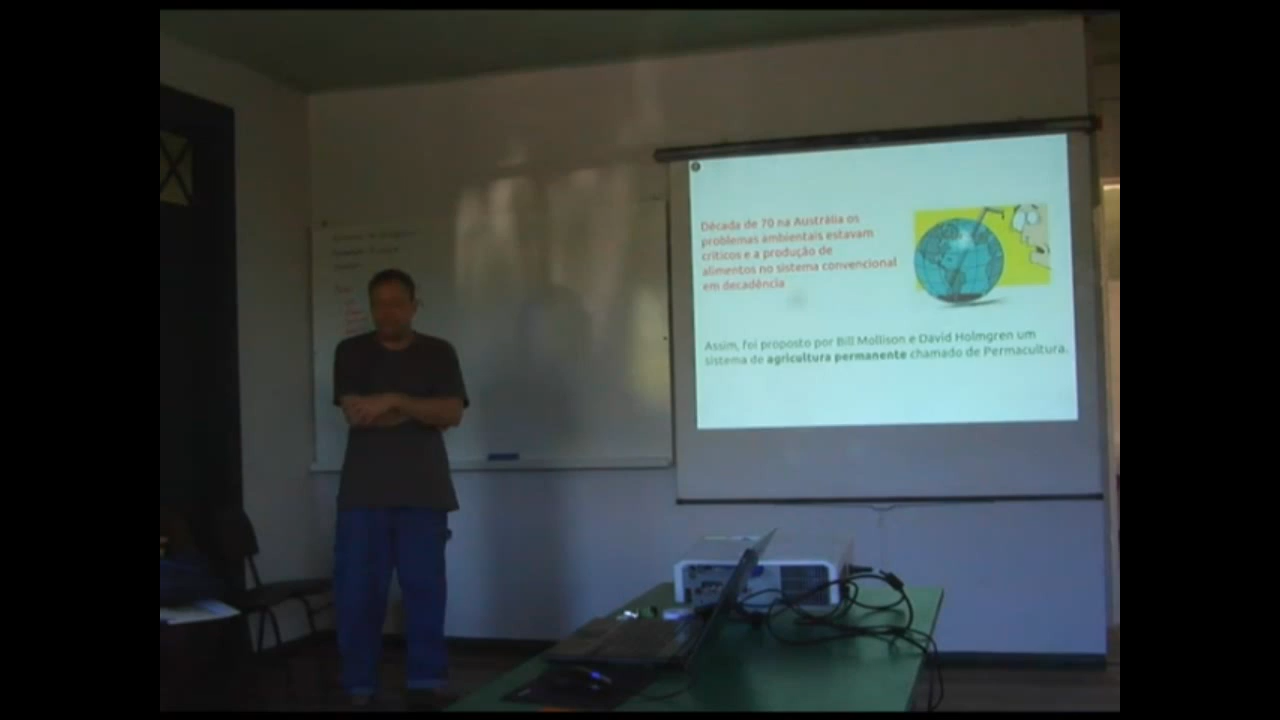 Década de 70 na Austrália os
problemas ambientais estavam
críticos e a produção de
alimentos no sistema convencional
em decadência
Assim, foi proposto por Bill Mollison e David Holmgren um
sistema de agricultura permanente chamado de Permacultura.